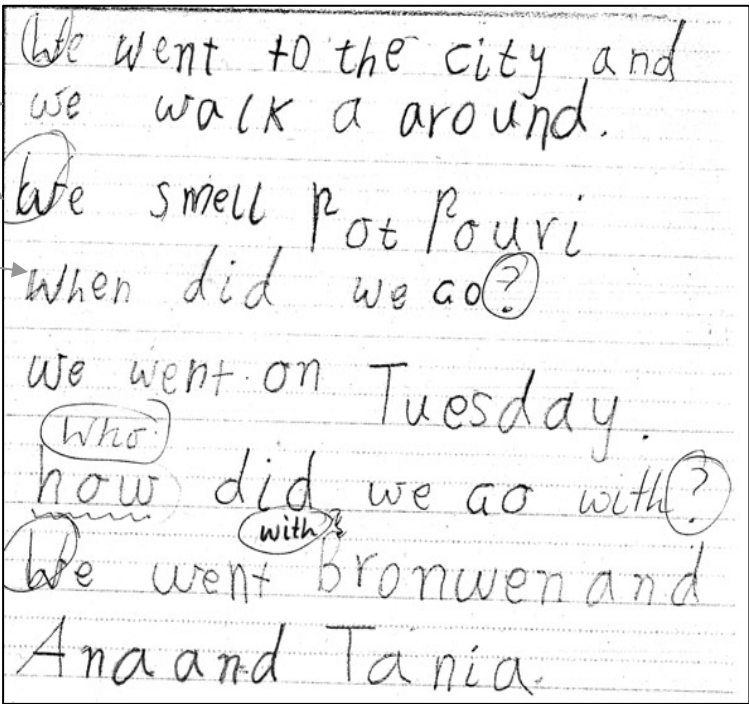 We went to the city and
we walk a around.
We smell Pot Pouri
When did we go?
we went on Tuesday.
Who
how did we go with?
with
We went Bronwen and
Ana and Tania.